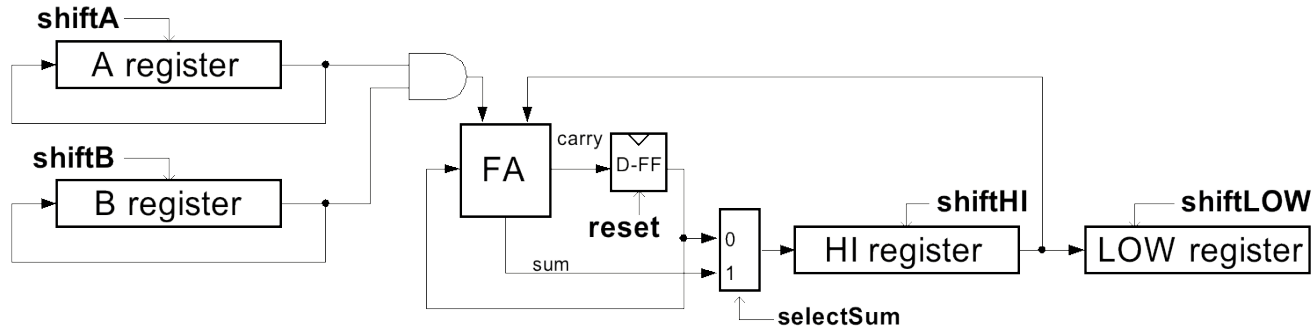 shiftA
A register
shiftB
B register
FA
carry
D-FF
reset
sum
0
1
selectSum
shiftHI
HI register
shiftLOW
LOW register